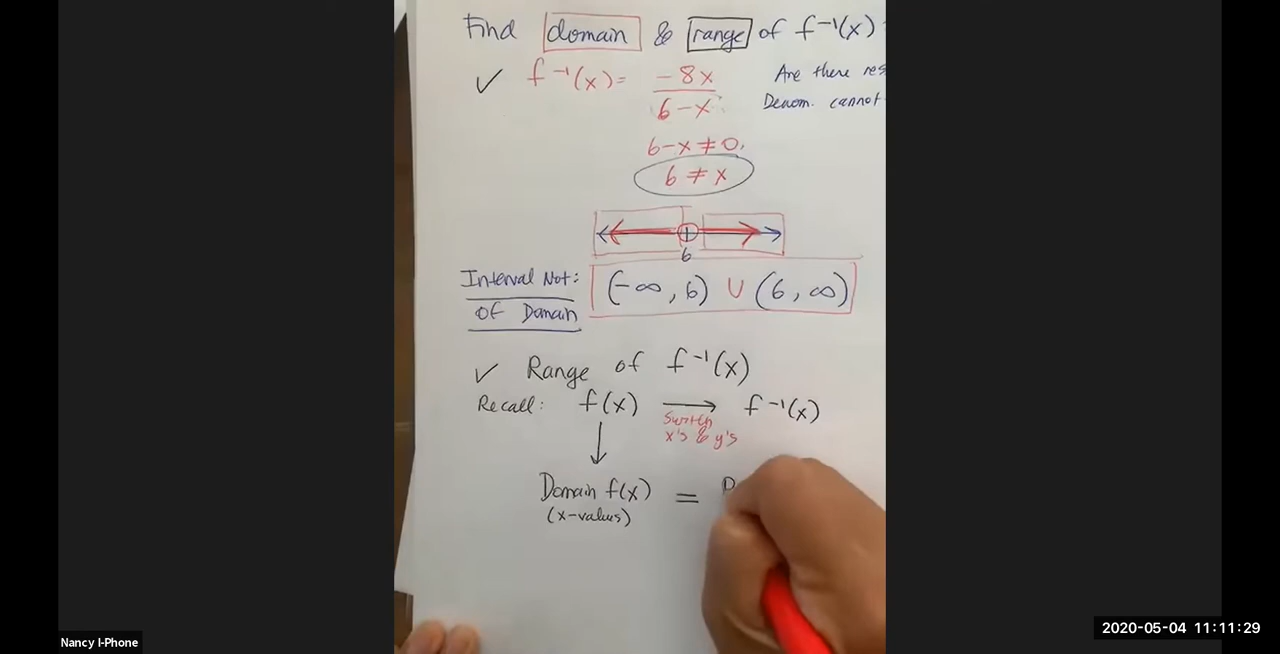 Find domain & range of f⁻¹(x)
✓ f⁻¹(x) = -8x / 6-x
Are there
Denom. cannot
6-x ≠ 0,
6 ≠ x
6
Interval Not: (-∞, 6) ∪ (6, ∞)
of Domain
✓ Range of f⁻¹(x)
Recall: f(x) → f⁻¹(x)
Switch
x's & y's
Domain f(x) =
(x-values)
Nancy I-Phone
2020-05-04 11:11:29